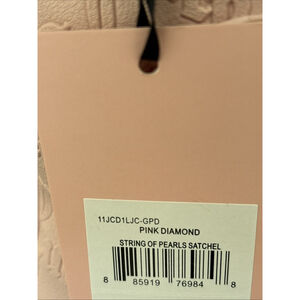 11JCD1LJC-GPD
PINK DIAMOND
STRING OF PEARLS SATCHEL
8 85919 76984 8